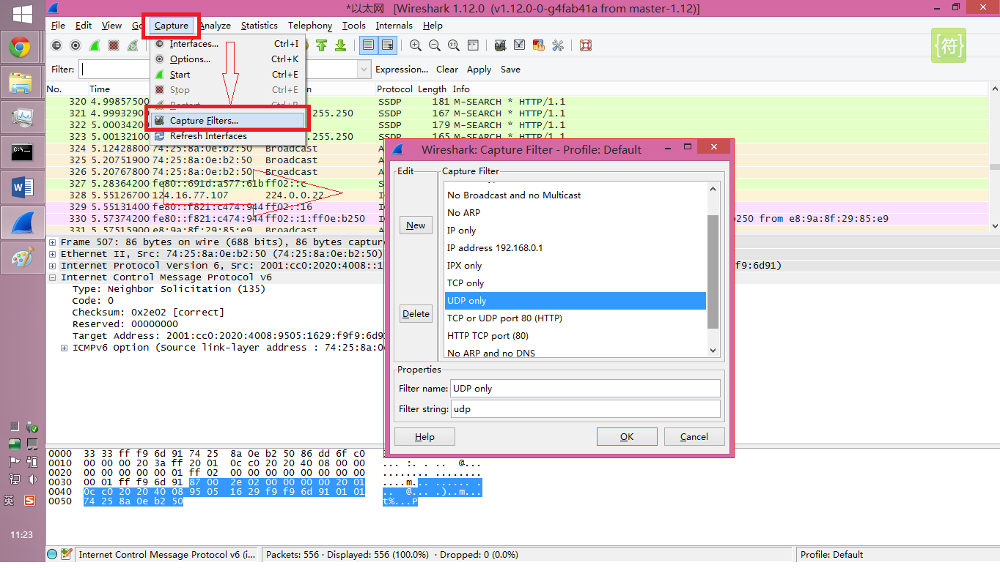 *以太网 [Wireshark 1.12.0 (v1.12.0-0-g4fab41a from master-1.12)]
File Edit View Go Capture Analyze Statistics Telephony Tools Internals Help
Interfaces... Ctrl+I
Options... Ctrl+K
Start Ctrl+E
Stop Ctrl+E
Capture Filters...
Refresh Interfaces
{符}
Filter: Expression... Clear Apply Save
No. Time Protocol Length Info
320 4.99857500 SSDP 181 M-SEARCH * HTTP/1.1
321 4.99932900 .255.250 SSDP 167 M-SEARCH * HTTP/1.1
322 5.00034200 SSDP 179 M-SEARCH * HTTP/1.1
323 5.00132100 .255.250 SSDP 165 M-SEARCH * HTTP/1.1
324 5.12428800 74:25:8a:0e:b2:50 Broadcast
325 5.20751900 74:25:8a:0e:b2:50 Broadcast
326 5.20767800 74:25:8a:0e:b2:50 Broadcast
327 5.28364200 fe80::691d:a577:61b ff02::c
328 5.55126700 124.16.77.107 224.0.0.22
329 5.55131400 fe80::f821:c474:944 ff02::16
330 5.57374200 fe80::f821:c474:944 ff02::1:ff0e:b250 b250 from e8:9a:8f:29:85:e9
331 5.57515900 e8:9a:8f:29:85:e9 Broadcast
Frame 507: 86 bytes on wire (688 bits), 86 bytes captur
Ethernet II, Src: 74:25:8a:0e:b2:50 (74:25:8a:0e:b2:50)
Internet Protocol Version 6, Src: 2001:cc0:2020:4008::1 f9:6d91)
Internet Control Message Protocol v6
Type: Neighbor Solicitation (135)
Code: 0
Checksum: 0x2e02 [correct]
Reserved: 00000000
Target Address: 2001:cc0:2020:4008:9505:1629:f9f9:6d9
ICMPv6 Option (Source link-layer address : 74:25:8a:0
Wireshark: Capture Filter - Profile: Default
Edit
New
Delete
Capture Filter
No Broadcast and no Multicast
No ARP
IP only
IP address 192.168.0.1
IPX only
TCP only
UDP only
TCP or UDP port 80 (HTTP)
HTTP TCP port (80)
No ARP and no DNS
Properties
Filter name: UDP only
Filter string: udp
Help OK Cancel
0000 33 33 ff f9 6d 91 74 25 8a 0e b2 50 86 dd 6f c0
0010 00 00 00 20 3a ff 20 01 0c c0 20 20 40 08 00 00 ... :. . .. @...
0020 00 00 00 00 00 01 ff 02 00 00 00 00 00 00 00 00 ........ ........
0030 00 01 ff f9 6d 91 87 00 2e 02 00 00 00 00 20 01 ....m... ...... .
0040 0c c0 20 20 40 08 95 05 16 29 f9 f9 6d 91 01 01 .. @... .)..m...
0050 74 25 8a 0e b2 50 t%...P
英
11:23
Internet Control Message Protocol v6 (i... Packets: 556 · Displayed: 556 (100.0%) · Dropped: 0 (0.0%) Profile: Default